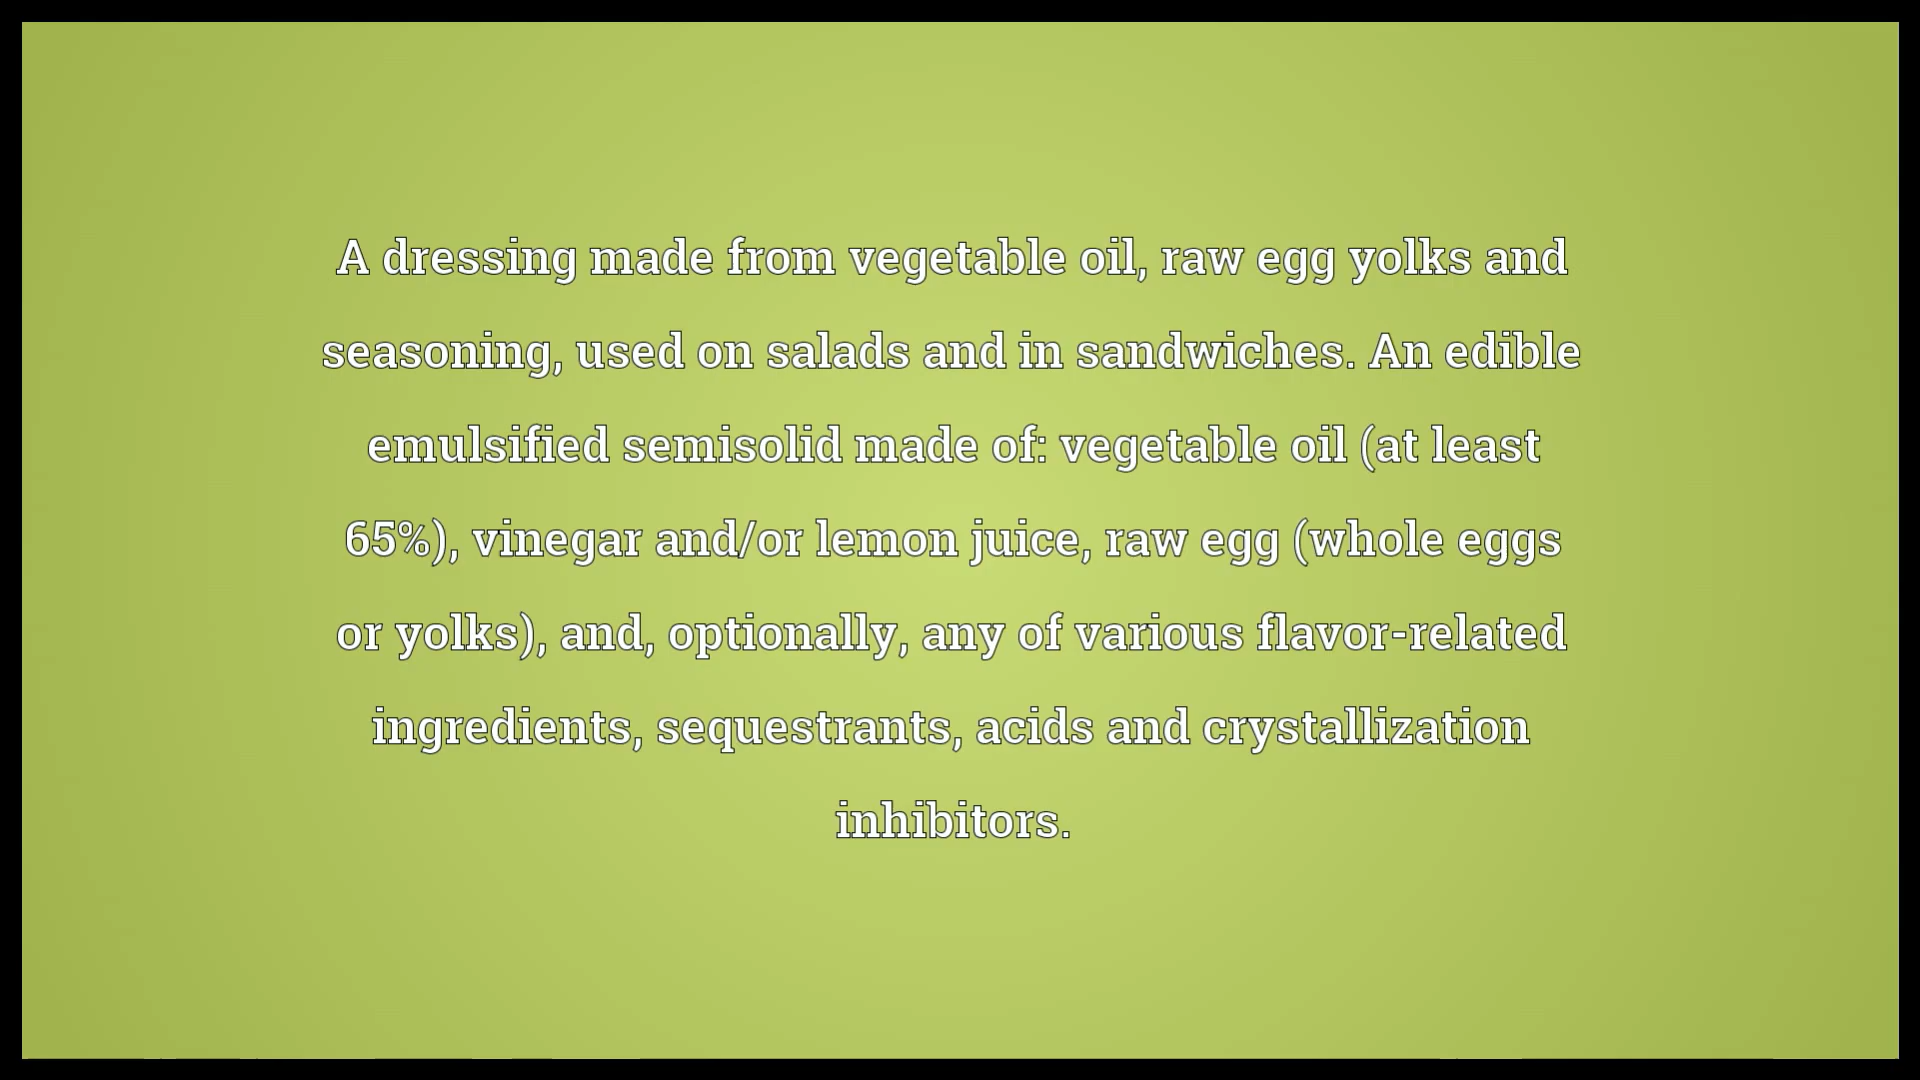 A dressing made from vegetable oil, raw egg yolks and
seasoning, used on salads and in sandwiches. An edible
emulsified semisolid made of: vegetable oil (at least
65%), vinegar and/or lemon juice, raw egg (whole eggs
or yolks), and, optionally, any of various flavor-related
ingredients, sequestrants, acids and crystallization
inhibitors.